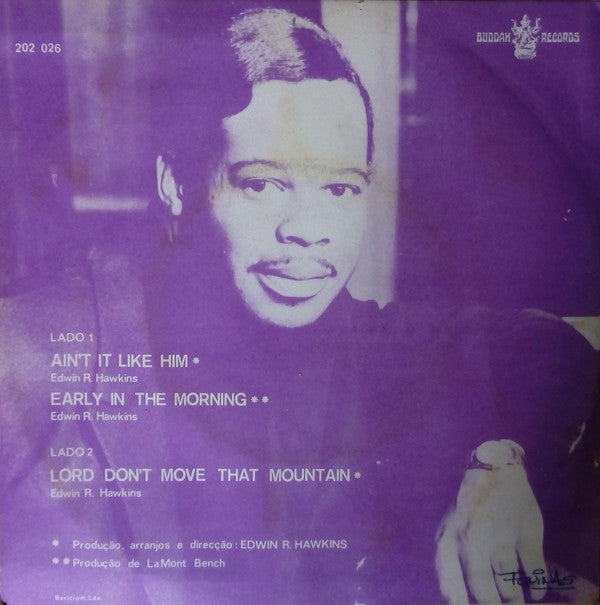 202 026
BUDDAH RECORDS
LADO 1
AIN'T IT LIKE HIM *
Edwin R. Hawkins
EARLY IN THE MORNING **
Edwin R. Hawkins
LADO 2
LORD DON'T MOVE THAT MOUNTAIN *
Edwin R. Hawkins
* Produção, arranjos e direcção: EDWIN R. HAWKINS
** Produção de LaMont Bench